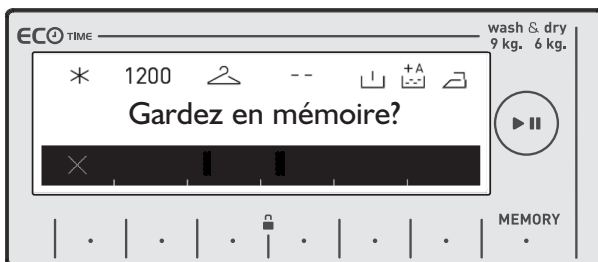 ECO TIME
wash & dry
9 kg. 6 kg.
1200 -- +A
Gardez en mémoire?
MEMORY